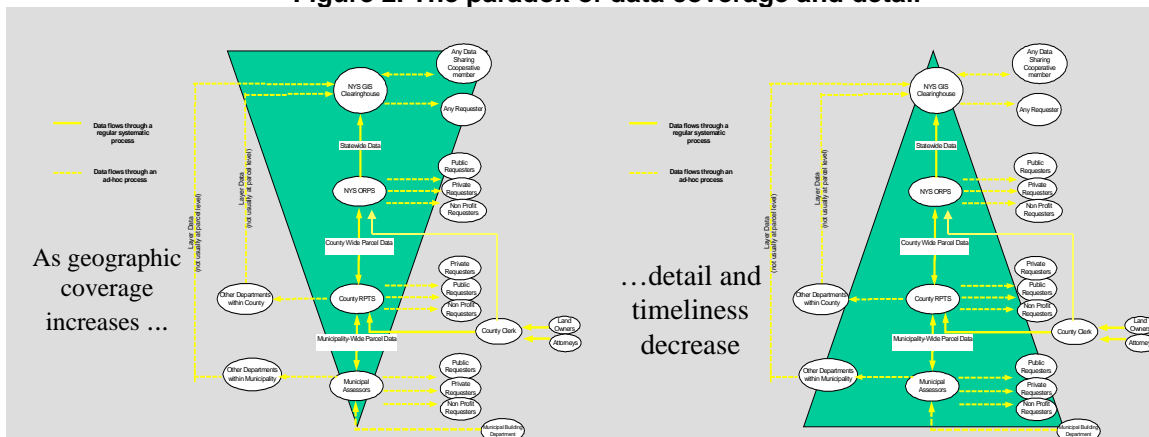 Figure 2. The paradox of data coverage and detail
Any Data
Sharing
Cooperative
member
NYS GIS
Clearinghouse
Any Requester
Data flows through a
regular systematic
process
Statewide Data
Data flows through an
ad-hoc process
Layer Data
(not usually at parcel level)
Layer Data
(not usually at parcel level)
Public
Requesters
NYS ORPS
Private
Requesters
Non Profit
Requesters
As geographic
coverage
increases ...
County Wide Parcel Data
Private
Requesters
Other Departments
within County
County RPTS
Public
Requesters
Non Profit
Requesters
County Clerk
Land
Owners
Attorneys
Municipality-Wide Parcel Data
Other Departments
within Municipality
Municipal
Assessors
Public
Requesters
Private
Requesters
Non Profit
Requesters
Municipal Building
Department
Any Data
Sharing
Cooperative
member
NYS GIS
Clearinghouse
Any Requester
Data flows through a
regular systematic
process
Statewide Data
Data flows through an
ad-hoc process
Layer Data
(not usually at parcel level)
Layer Data
(not usually at parcel level)
Public
Requesters
NYS ORPS
Private
Requesters
Non Profit
Requesters
…detail and
timeliness
decrease
County Wide Parcel Data
Private
Requesters
Other Departments
within County
County RPTS
Public
Requesters
Non Profit
Requesters
County Clerk
Land
Owners
Attorneys
Municipality-Wide Parcel Data
Other Departments
within Municipality
Municipal
Assessors
Public
Requesters
Private
Requesters
Non Profit
Requesters
Municipal Building
Department